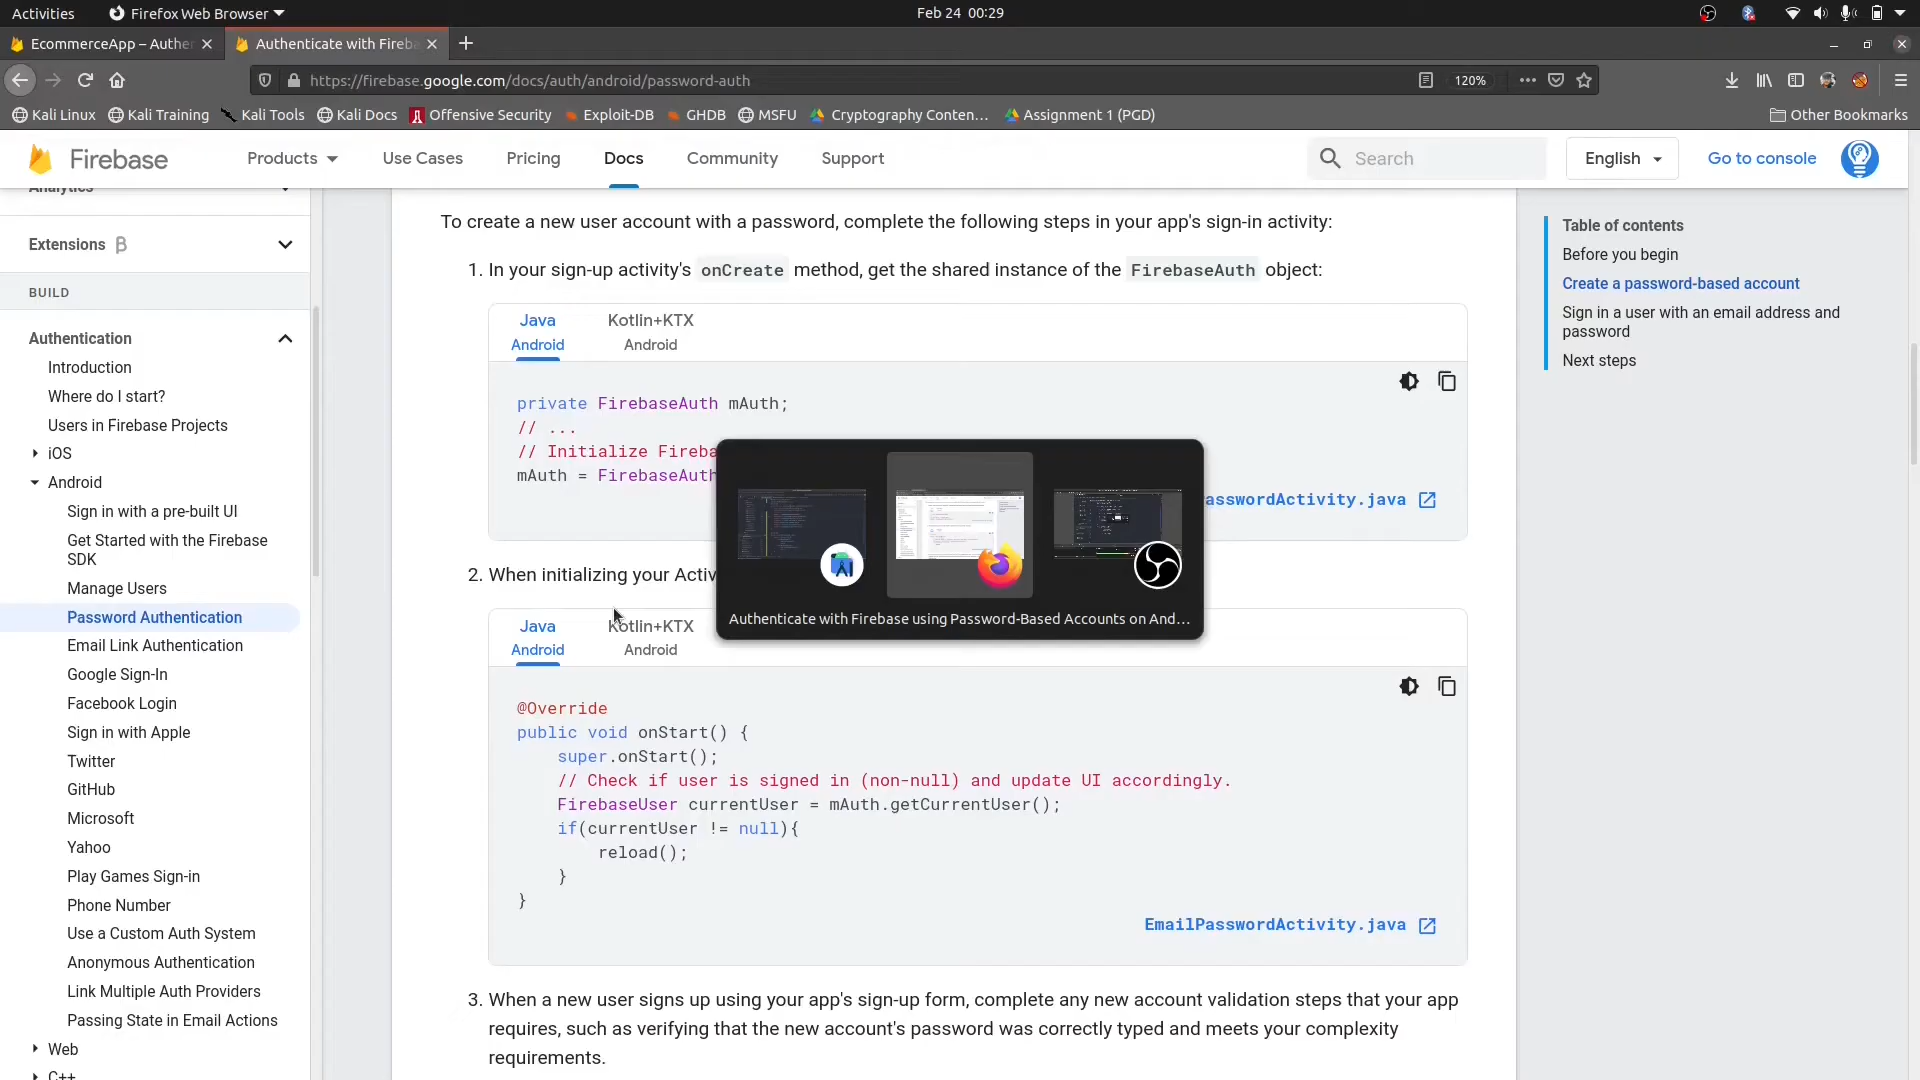 Activities
Firefox Web Browser
Feb 24 00:29
EcommerceApp – Auther
Authenticate with Fireba
https://firebase.google.com/docs/auth/android/password-auth
120%
Kali Linux
Kali Training
Kali Tools
Kali Docs
Offensive Security
Exploit-DB
GHDB
MSFU
Cryptography Conten…
Assignment 1 (PGD)
Other Bookmarks
Firebase
Products
Use Cases
Pricing
Docs
Community
Support
Search
English
Go to console
Analytics
Extensions β
BUILD
Authentication
Introduction
Where do I start?
Users in Firebase Projects
iOS
Android
Sign in with a pre-built UI
Get Started with the Firebase
SDK
Manage Users
Password Authentication
Email Link Authentication
Google Sign-In
Facebook Login
Sign in with Apple
Twitter
GitHub
Microsoft
Yahoo
Play Games Sign-in
Phone Number
Use a Custom Auth System
Anonymous Authentication
Link Multiple Auth Providers
Passing State in Email Actions
Web
C++
To create a new user account with a password, complete the following steps in your app's sign-in activity:
1. In your sign-up activity's onCreate method, get the shared instance of the FirebaseAuth object:
Java
Android
Kotlin+KTX
Android
private FirebaseAuth mAuth;
// ...
// Initialize Fireba
mAuth = FirebaseAuth
asswordActivity.java
Authenticate with Firebase using Password-Based Accounts on And...
2. When initializing your Activ
Java
Android
Kotlin+KTX
Android
@Override
public void onStart() {
super.onStart();
// Check if user is signed in (non-null) and update UI accordingly.
FirebaseUser currentUser = mAuth.getCurrentUser();
if(currentUser != null){
reload();
}
}
EmailPasswordActivity.java
3. When a new user signs up using your app's sign-up form, complete any new account validation steps that your app
requires, such as verifying that the new account's password was correctly typed and meets your complexity
requirements.
Table of contents
Before you begin
Create a password-based account
Sign in a user with an email address and
password
Next steps